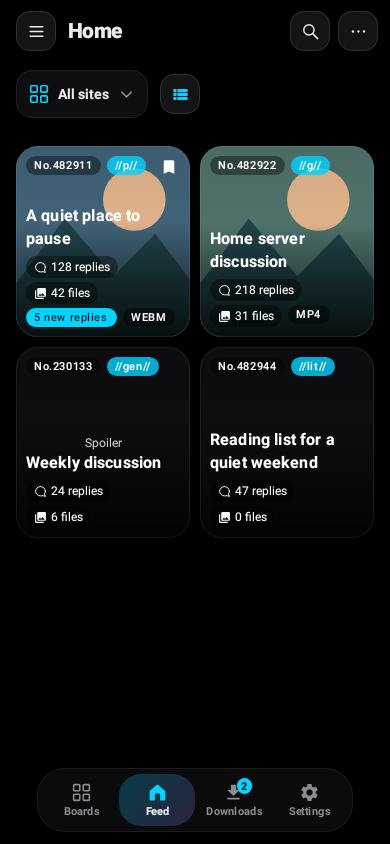 Home
All sites
No.482911 //p//
A quiet place to
pause
128 replies
42 files
5 new replies WEBM
No.482922 //g//
Home server
discussion
218 replies
31 files MP4
No.230133 //gen//
Spoiler
Weekly discussion
24 replies
6 files
No.482944 //lit//
Reading list for a
quiet weekend
47 replies
0 files
2
Boards Feed Downloads Settings